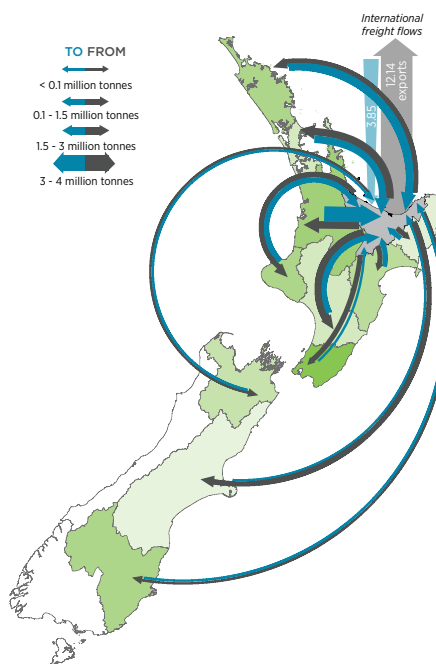 International
freight flows
TO FROM
< 0.1 million tonnes
0.1 - 1.5 million tonnes
1.5 - 3 million tonnes
3 - 4 million tonnes
3.85
12.14
exports